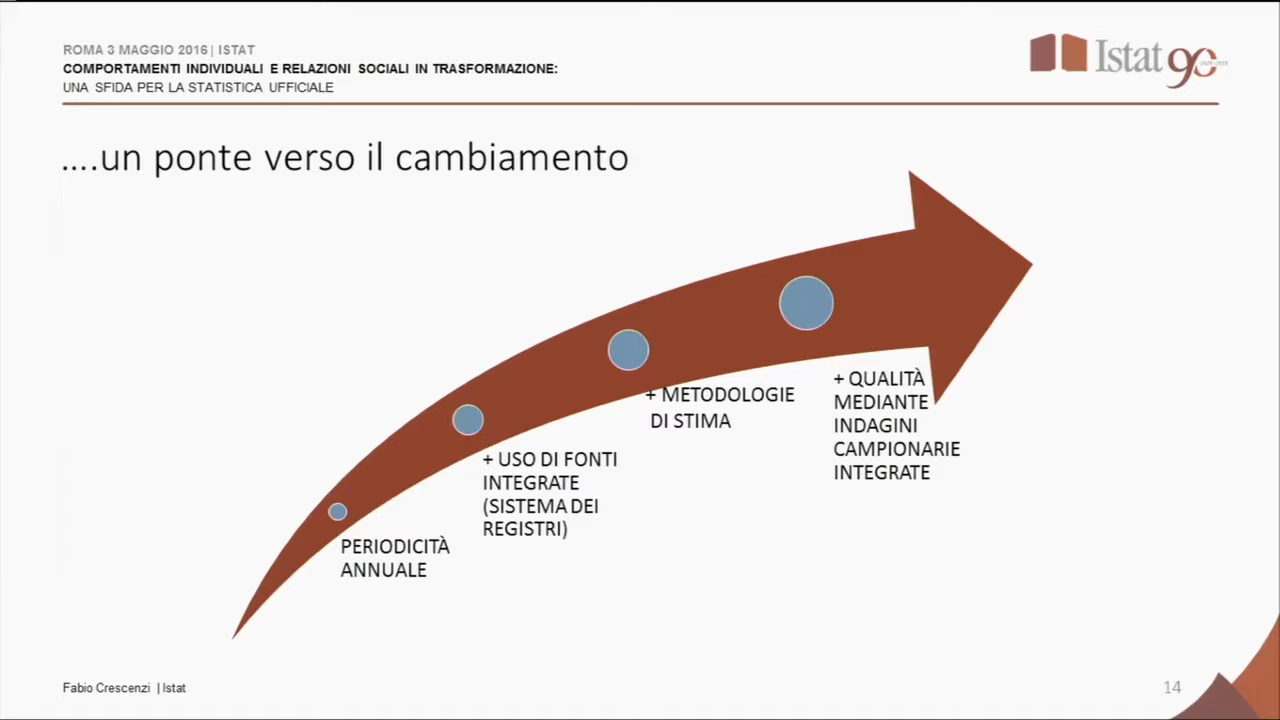 ROMA 3 MAGGIO 2016 | ISTAT
COMPORTAMENTI INDIVIDUALI E RELAZIONI SOCIALI IN TRASFORMAZIONE:
UNA SFIDA PER LA STATISTICA UFFICIALE
Istat 90
….un ponte verso il cambiamento
PERIODICITÀ
ANNUALE
+ USO DI FONTI
INTEGRATE
(SISTEMA DEI
REGISTRI)
+ METODOLOGIE
DI STIMA
+ QUALITÀ
MEDIANTE
INDAGINI
CAMPIONARIE
INTEGRATE
Fabio Crescenzi | Istat
14